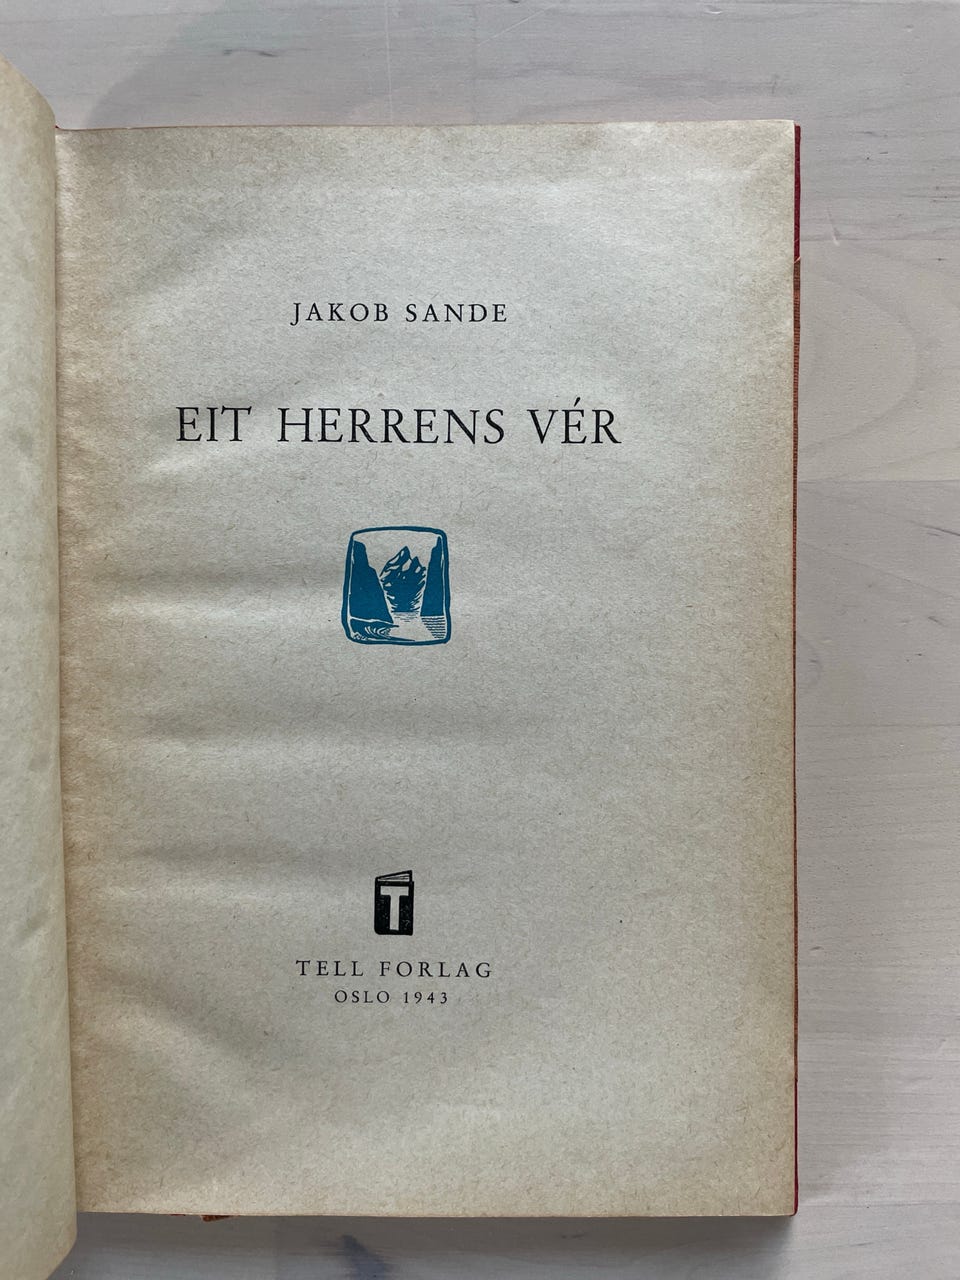 JAKOB SANDE
EIT HERRENS VÉR
T
TELL FORLAG
OSLO 1943